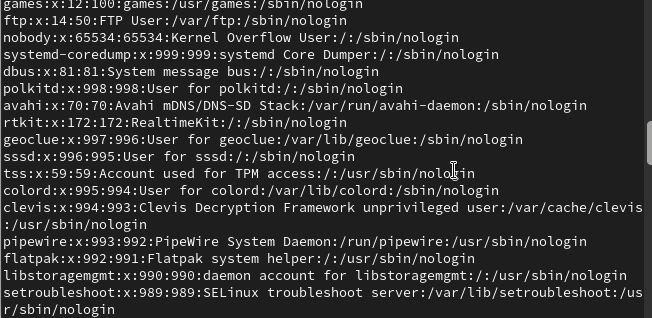 games:x:12:100:games:/usr/games:/sbin/nologin
ftp:x:14:50:FTP User:/var/ftp:/sbin/nologin
nobody:x:65534:65534:Kernel Overflow User:/:/sbin/nologin
systemd-coredump:x:999:999:systemd Core Dumper:/:/sbin/nologin
dbus:x:81:81:System message bus:/:/sbin/nologin
polkitd:x:998:998:User for polkitd:/:/sbin/nologin
avahi:x:70:70:Avahi mDNS/DNS-SD Stack:/var/run/avahi-daemon:/sbin/nologin
rtkit:x:172:172:RealtimeKit:/:/sbin/nologin
geoclue:x:997:996:User for geoclue:/var/lib/geoclue:/sbin/nologin
sssd:x:996:995:User for sssd:/:/sbin/nologin
tss:x:59:59:Account used for TPM access:/:/usr/sbin/nologin
colord:x:995:994:User for colord:/var/lib/colord:/sbin/nologin
clevis:x:994:993:Clevis Decryption Framework unprivileged user:/var/cache/clevis
:/usr/sbin/nologin
pipewire:x:993:992:PipeWire System Daemon:/run/pipewire:/usr/sbin/nologin
flatpak:x:992:991:Flatpak system helper:/:/usr/sbin/nologin
libstoragemgmt:x:990:990:daemon account for libstoragemgmt:/:/usr/sbin/nologin
setroubleshoot:x:989:989:SELinux troubleshoot server:/var/lib/setroubleshoot:/us
r/sbin/nologin